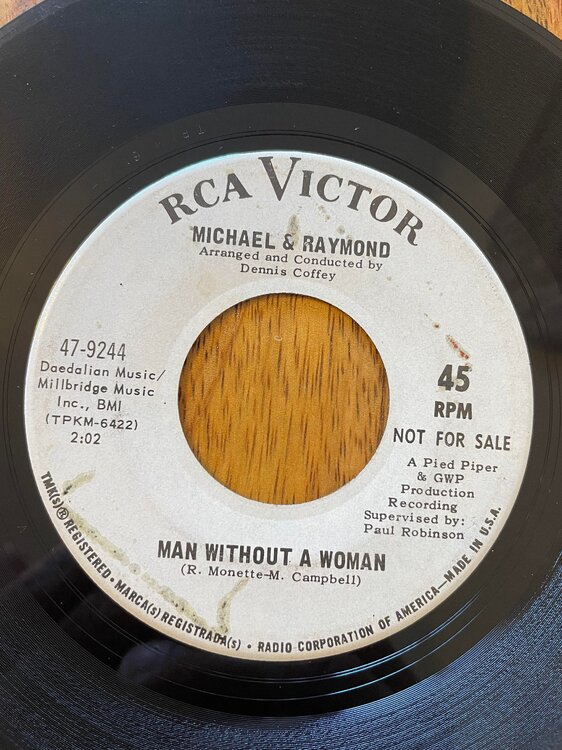 RCA VICTOR
MICHAEL & RAYMOND
Arranged and Conducted by
Dennis Coffey
47-9244
Daedalian Music/
Millbridge Music
Inc., BMI
(TPKM-6422)
2:02
45
RPM
NOT FOR SALE
A Pied Piper
& GWP
Production
Recording
Supervised by:
Paul Robinson
MAN WITHOUT A WOMAN
(R. Monette-M. Campbell)
TMK(s) ® REGISTERED • MARCA(s) REGISTRADA(s) • RADIO CORPORATION OF AMERICA—MADE IN U.S.A.